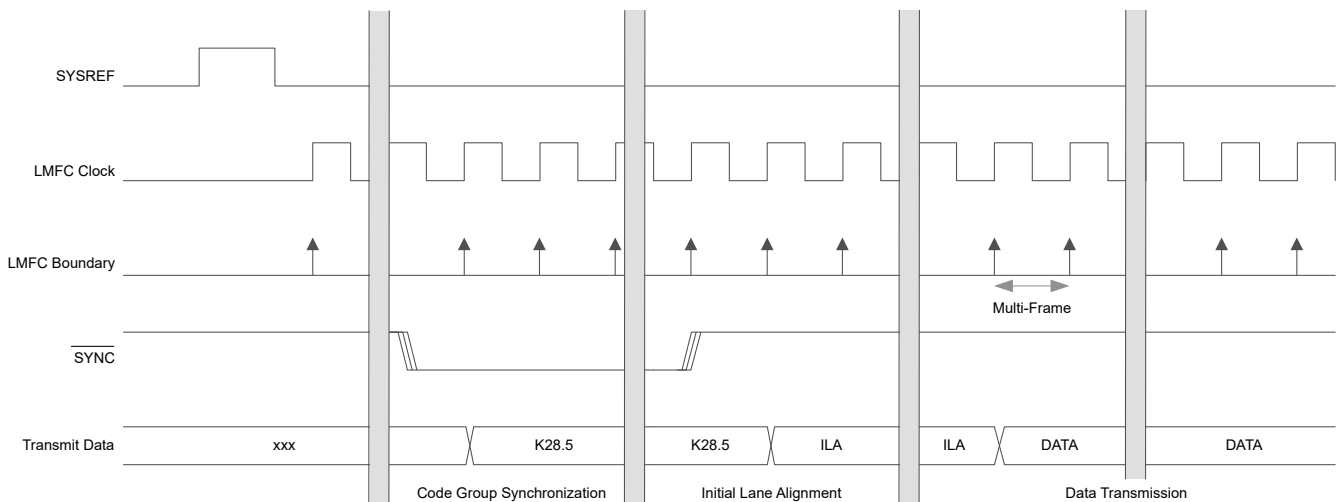 SYSREF
LMFC Clock
LMFC Boundary
Multi-Frame
SYNC
Transmit Data
xxx
K28.5
K28.5
ILA
ILA
DATA
DATA
Code Group Synchronization
Initial Lane Alignment
Data Transmission